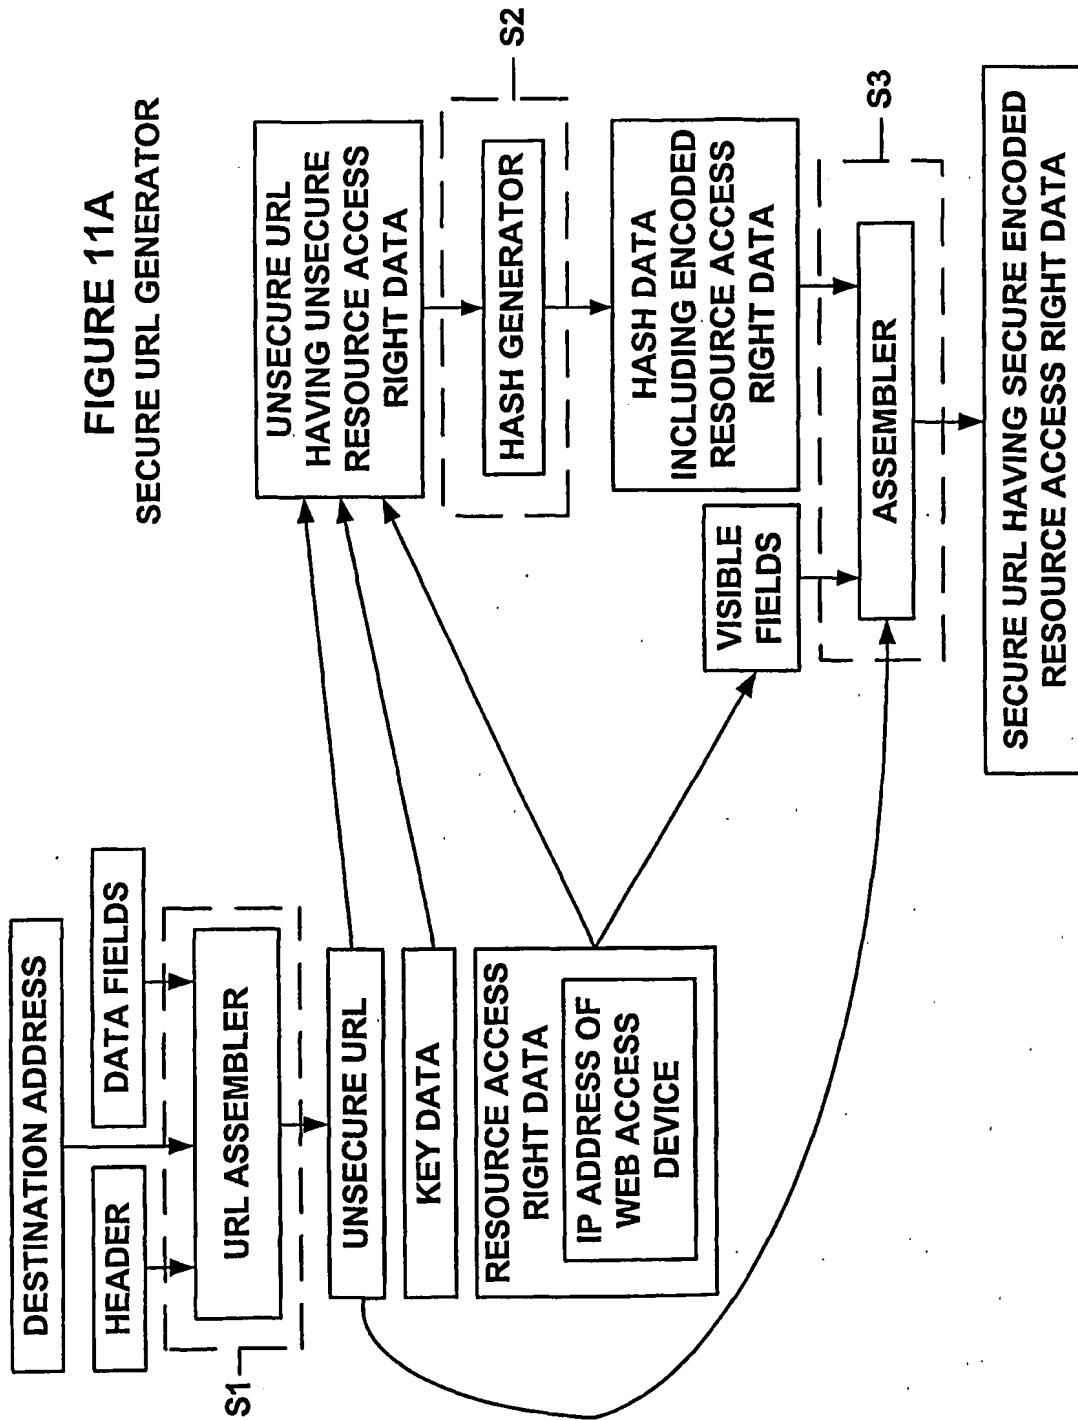 FIGURE 11A
SECURE URL GENERATOR
DESTINATION ADDRESS
HEADER
DATA FIELDS
URL ASSEMBLER
S1
UNSECURE URL
KEY DATA
RESOURCE ACCESS
RIGHT DATA
IP ADDRESS OF
WEB ACCESS
DEVICE
UNSECURE URL
HAVING UNSECURE
RESOURCE ACCESS
RIGHT DATA
HASH GENERATOR
S2
HASH DATA
INCLUDING ENCODED
RESOURCE ACCESS
RIGHT DATA
VISIBLE
FIELDS
ASSEMBLER
S3
SECURE URL HAVING SECURE ENCODED
RESOURCE ACCESS RIGHT DATA